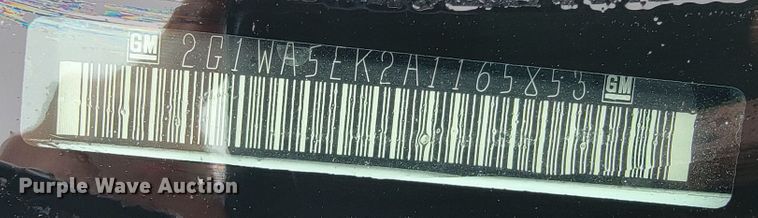 GM 2G1WA5EK2A1165853 GM
Purple Wave Auction